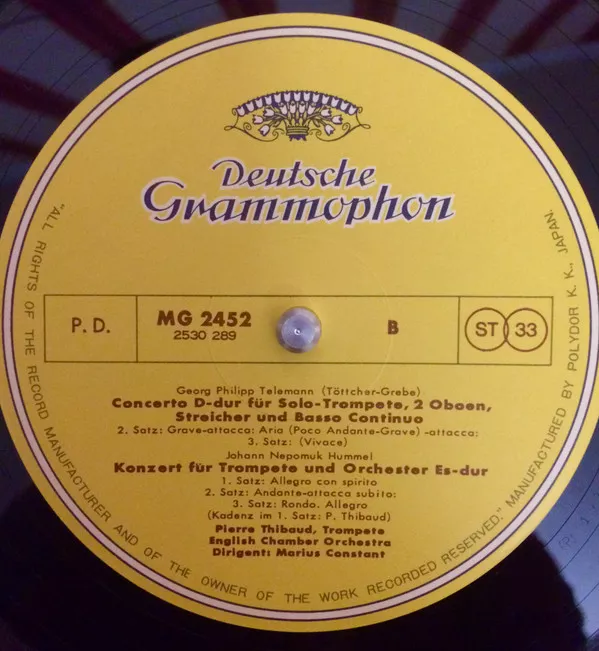 Deutsche
Grammophon
P. D.
MG 2452
2530 289
B
ST 33
Georg Philipp Telemann (Töttcher-Grebe)
Concerto D-dur für Solo-Trompete, 2 Oboen,
Streicher und Basso Continuo
2. Satz: Grave-attacca: Aria (Poco Andante-Grave) -attacca;
3. Satz: (Vivace)
Johann Nepomuk Hummel
Konzert für Trompete und Orchester Es-dur
1. Satz: Allegro con spirito
2. Satz: Andante-attacca subito:
3. Satz: Rondo. Allegro
(Kadenz im 1. Satz: P. Thibaud)
Pierre Thibaud, Trompete
English Chamber Orchestra
Dirigent: Marius Constant
"ALL RIGHTS OF THE RECORD MANUFACTURER AND OF THE OWNER OF THE WORK RECORDED RESERVED." MANUFACTURED BY POLYDOR K. K., JAPAN.